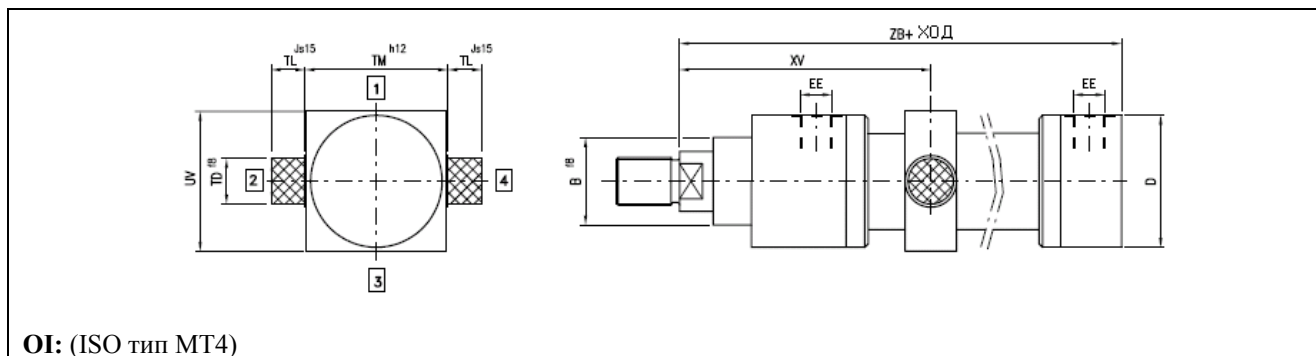 Js15
h12
Js15
TL
TM
TL
1
UV
TD f8
2
4
3
ZB+ ХОД
XV
EE
EE
B f8
D
OI: (ISO тип MT4)